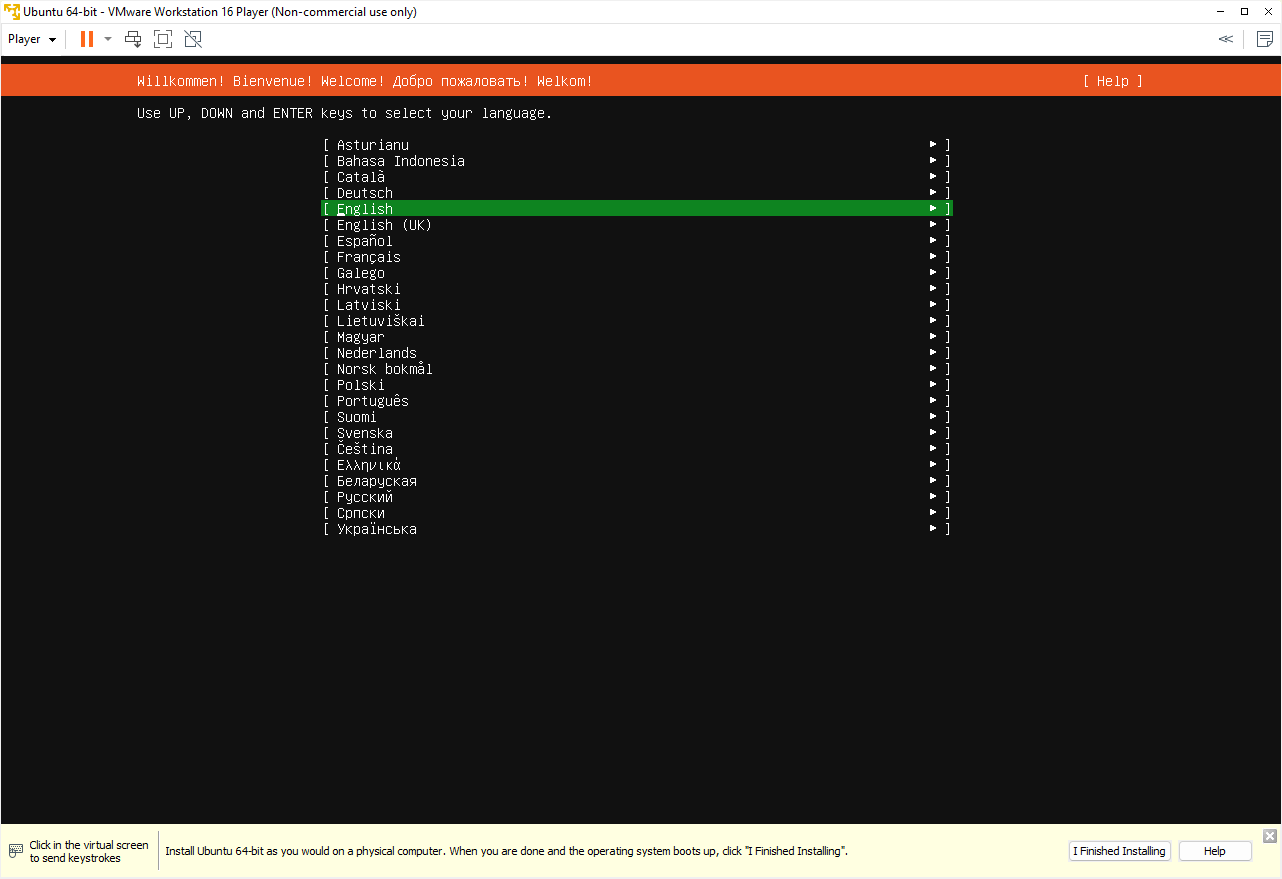 Ubuntu 64-bit - VMware Workstation 16 Player (Non-commercial use only)
Player
Willkommen! Bienvenue! Welcome! Добро пожаловать! Welkom! [ Help ]
Use UP, DOWN and ENTER keys to select your language.
[ Asturianu ► ]
[ Bahasa Indonesia ► ]
[ Català ► ]
[ Deutsch ► ]
[ English ► ]
[ English (UK) ► ]
[ Español ► ]
[ Français ► ]
[ Galego ► ]
[ Hrvatski ► ]
[ Latviski ► ]
[ Lietuviškai ► ]
[ Magyar ► ]
[ Nederlands ► ]
[ Norsk bokmål ► ]
[ Polski ► ]
[ Português ► ]
[ Suomi ► ]
[ Svenska ► ]
[ Čeština ► ]
[ Ελληνικά ► ]
[ Беларуская ► ]
[ Русский ► ]
[ Српски ► ]
[ Українська ► ]
Click in the virtual screen
to send keystrokes
Install Ubuntu 64-bit as you would on a physical computer. When you are done and the operating system boots up, click "I Finished Installing".
I Finished Installing
Help